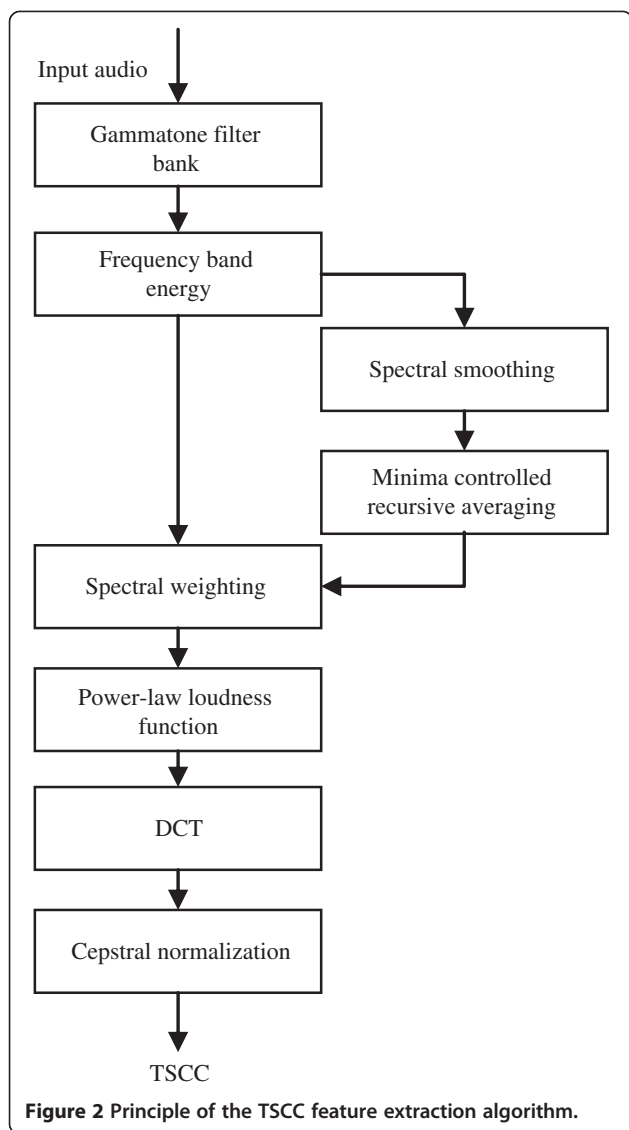 Input audio
Gammatone filter
bank
Frequency band
energy
Spectral smoothing
Minima controlled
recursive averaging
Spectral weighting
Power-law loudness
function
DCT
Cepstral normalization
TSCC
Figure 2 Principle of the TSCC feature extraction algorithm.